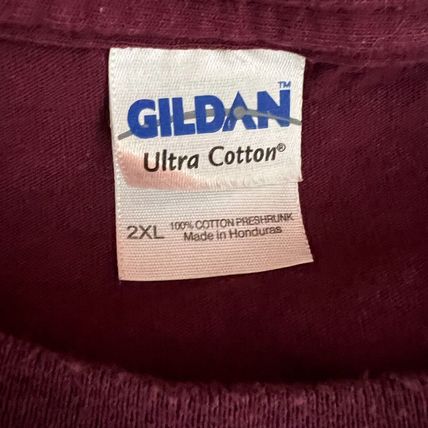 GILDAN™
Ultra Cotton®
2XL 100% COTTON PRESHRUNK
Made in Honduras